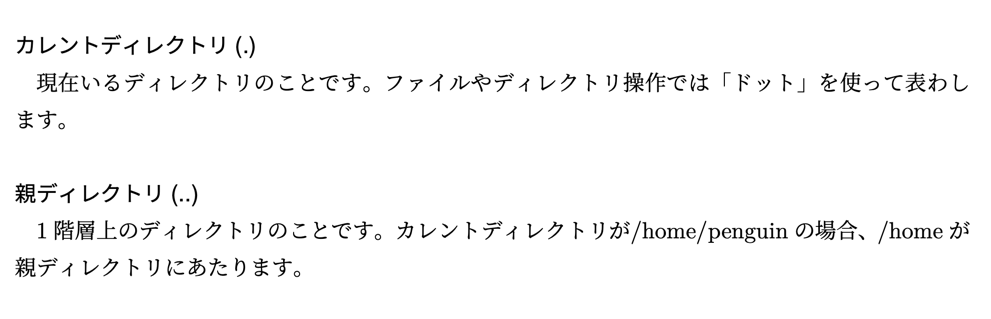 カレントディレクトリ (.)
現在いるディレクトリのことです。ファイルやディレクトリ操作では「ドット」を使って表わし
ます。
親ディレクトリ (..)
1 階層上のディレクトリのことです。カレントディレクトリが/home/penguin の場合、/home が
親ディレクトリにあたります。